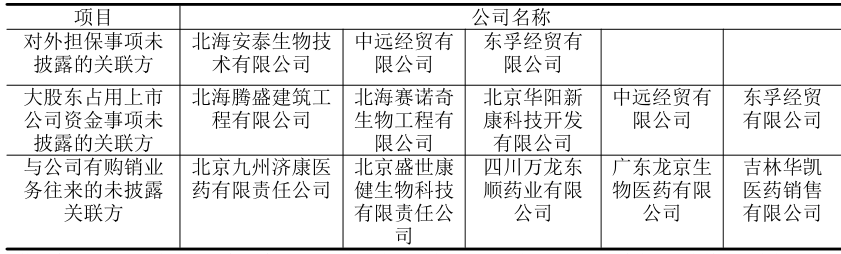 项目 公司名称
对外担保事项未 北海安泰生物技 中远经贸有 东孚经贸有
披露的关联方 术有限公司 限公司 限公司
大股东占用上市 北海腾盛建筑工 北海赛诺奇 北京华阳新 中远经贸有 东孚经贸
公司资金事项未 程有限公司 生物工程有 康科技开发 限公司 有限公司
披露的关联方 限公司 有限公司
与公司有购销业 北京九州济康医 北京盛世康 四川万龙东 广东龙京生 吉林华凯
务往来的未披露 药有限责任公司 健生物科技 顺药业有限 物医药有限 医药销售
关联方 有限责任公 公司 公司 有限公司
司